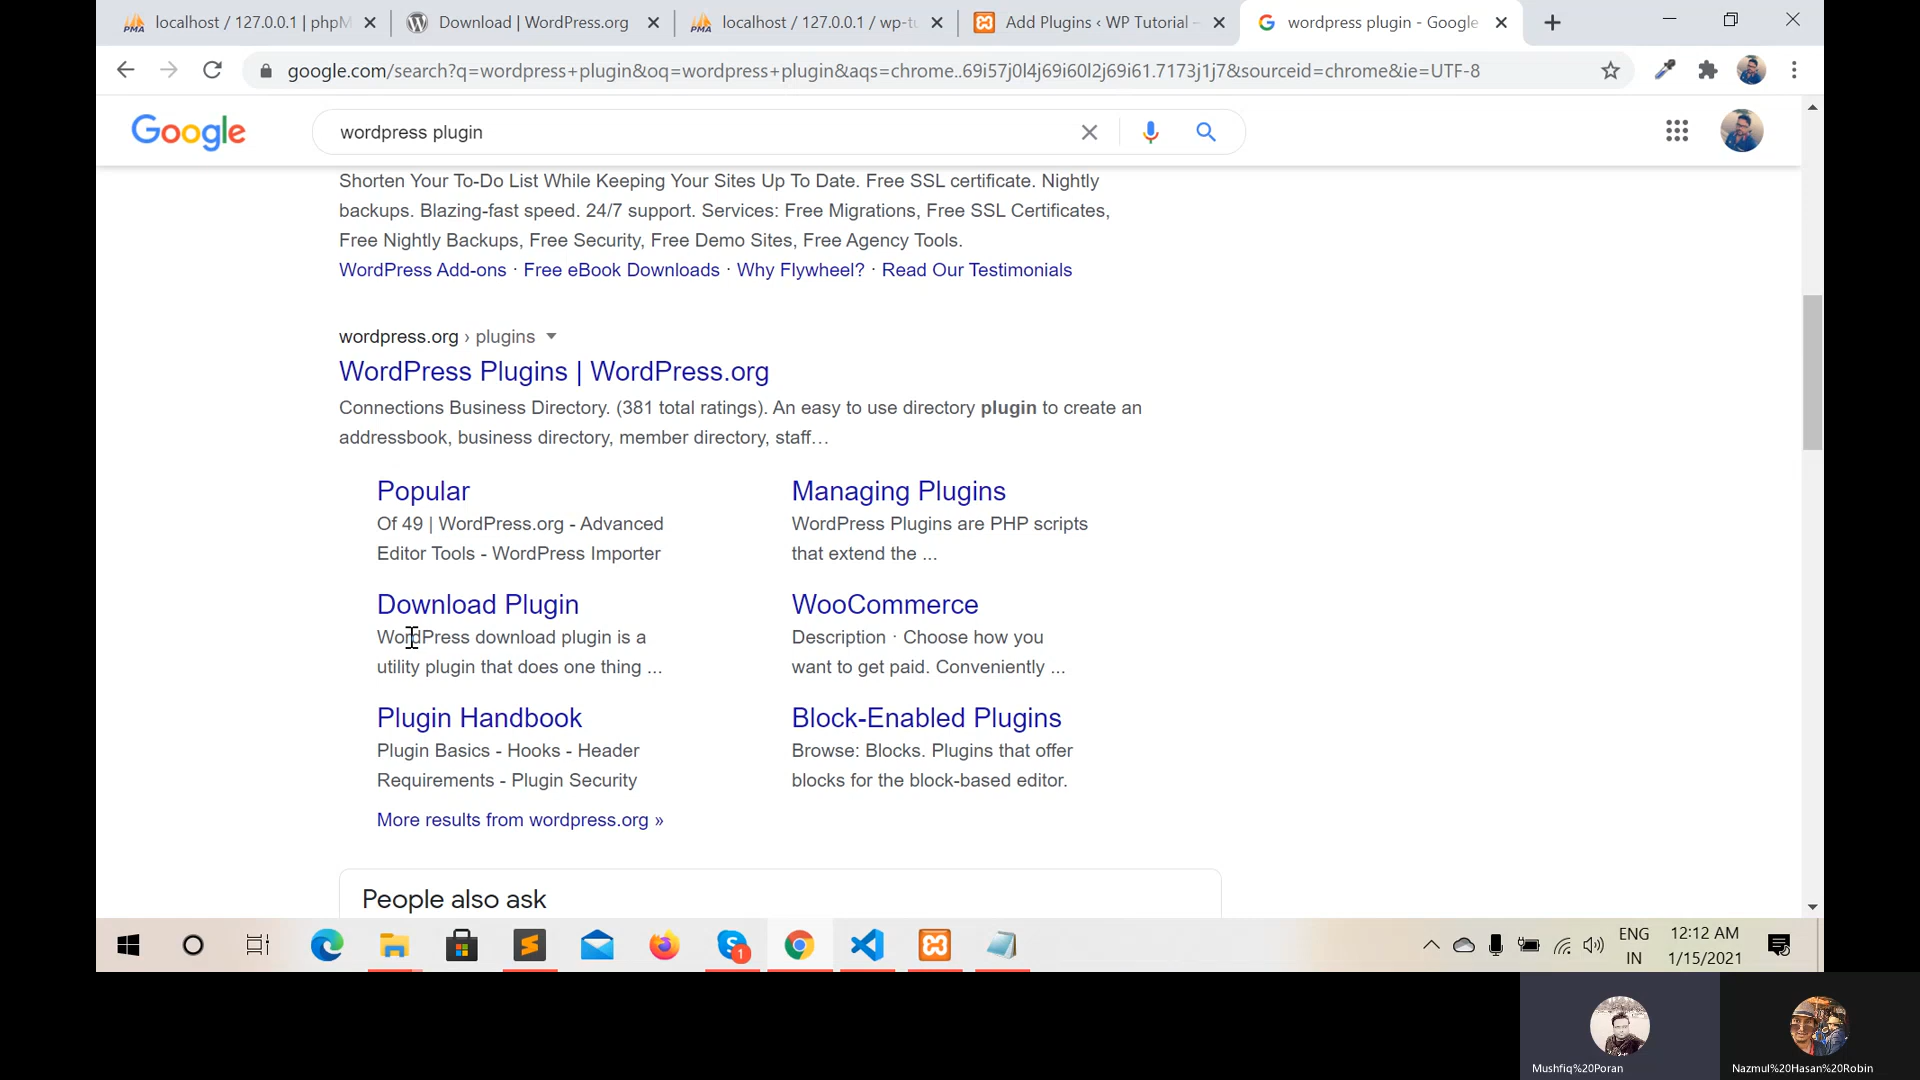 localhost / 127.0.0.1 | phpM
Download | WordPress.org
localhost / 127.0.0.1 / wp-tu
Add Plugins ‹ WP Tutorial –
wordpress plugin - Google
google.com/search?q=wordpress+plugin&oq=wordpress+plugin&aqs=chrome..69i57j0l4j69i60l2j69i61.7173j1j7&sourceid=chrome&ie=UTF-8
Google
wordpress plugin
Shorten Your To-Do List While Keeping Your Sites Up To Date. Free SSL certificate. Nightly
backups. Blazing-fast speed. 24/7 support. Services: Free Migrations, Free SSL Certificates,
Free Nightly Backups, Free Security, Free Demo Sites, Free Agency Tools.
WordPress Add-ons · Free eBook Downloads · Why Flywheel? · Read Our Testimonials
wordpress.org › plugins
WordPress Plugins | WordPress.org
Connections Business Directory. (381 total ratings). An easy to use directory plugin to create an
addressbook, business directory, member directory, staff…
Popular
Of 49 | WordPress.org - Advanced
Editor Tools - WordPress Importer
Managing Plugins
WordPress Plugins are PHP scripts
that extend the ...
Download Plugin
WordPress download plugin is a
utility plugin that does one thing ...
WooCommerce
Description · Choose how you
want to get paid. Conveniently ...
Plugin Handbook
Plugin Basics - Hooks - Header
Requirements - Plugin Security
Block-Enabled Plugins
Browse: Blocks. Plugins that offer
blocks for the block-based editor.
More results from wordpress.org »
People also ask
1
ENG
IN
12:12 AM
1/15/2021
Mushfiq%20Poran
Nazmul%20Hasan%20Robin